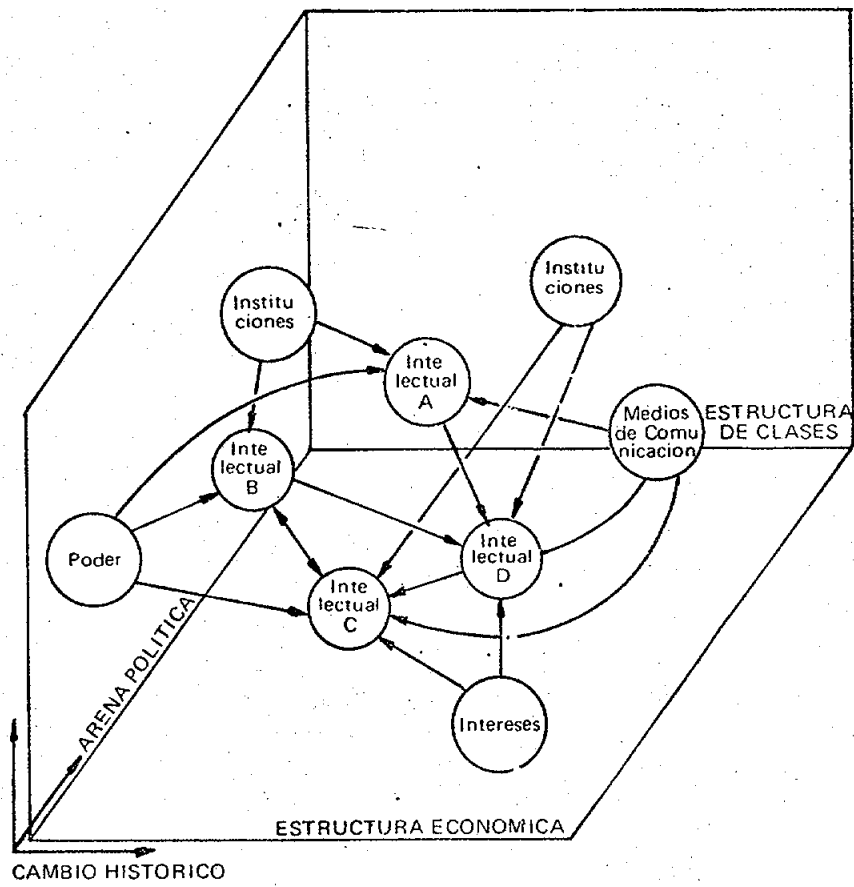 Institu
ciones
Institu
ciones
Inte
lectual
A
Medios
de Comu
nicacion
ESTRUCTURA
DE CLASES
Inte
lectual
B
Poder
Inte
lectual
D
Inte
lectual
C
ARENA POLITICA
Intereses
ESTRUCTURA ECONOMICA
CAMBIO HISTORICO